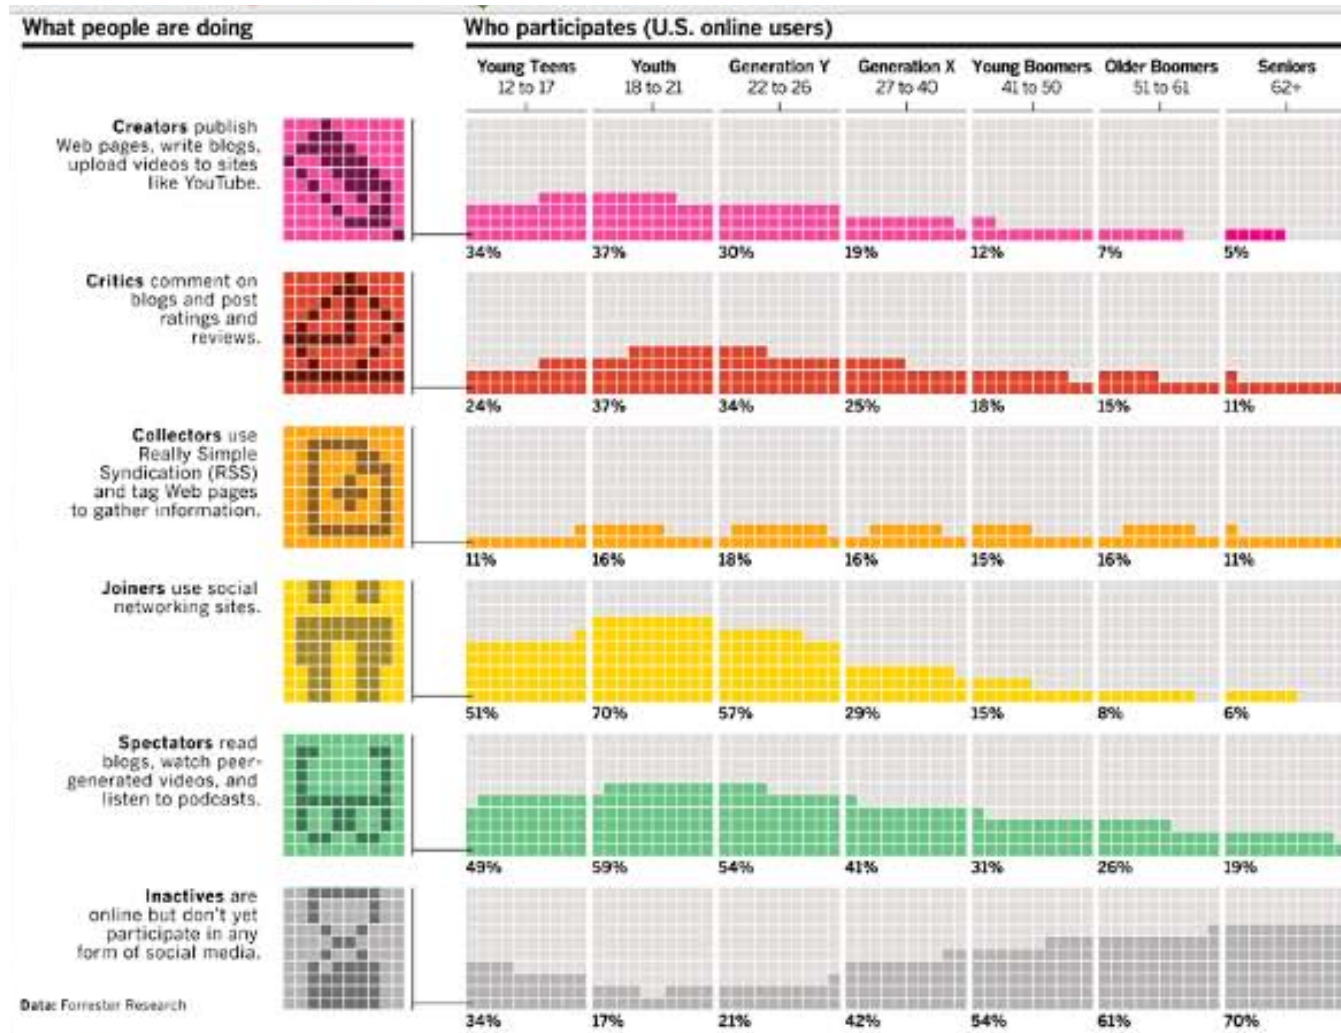 What people are doing
Who participates (U.S. online users)
Young Teens Youth Generation Y Generation X Young Boomers Older Boomers Seniors
12 to 17 18 to 21 22 to 26 27 to 40 41 to 50 51 to 61 62+
Creators publish
Web pages, write blogs,
upload videos to sites
like YouTube.
34% 37% 30% 19% 12% 7% 5%
Critics comment on
blogs and post
ratings and
reviews.
24% 37% 34% 25% 18% 15% 11%
Collectors use
Really Simple
Syndication (RSS)
and tag Web pages
to gather information.
11% 16% 18% 16% 15% 16% 11%
Joiners use social
networking sites.
51% 70% 57% 29% 15% 8% 6%
Spectators read
blogs, watch peer-
generated videos, and
listen to podcasts.
49% 59% 54% 41% 31% 26% 19%
Inactives are
online but don't yet
participate in any
form of social media.
34% 17% 21% 42% 54% 61% 70%
Data: Forrester Research